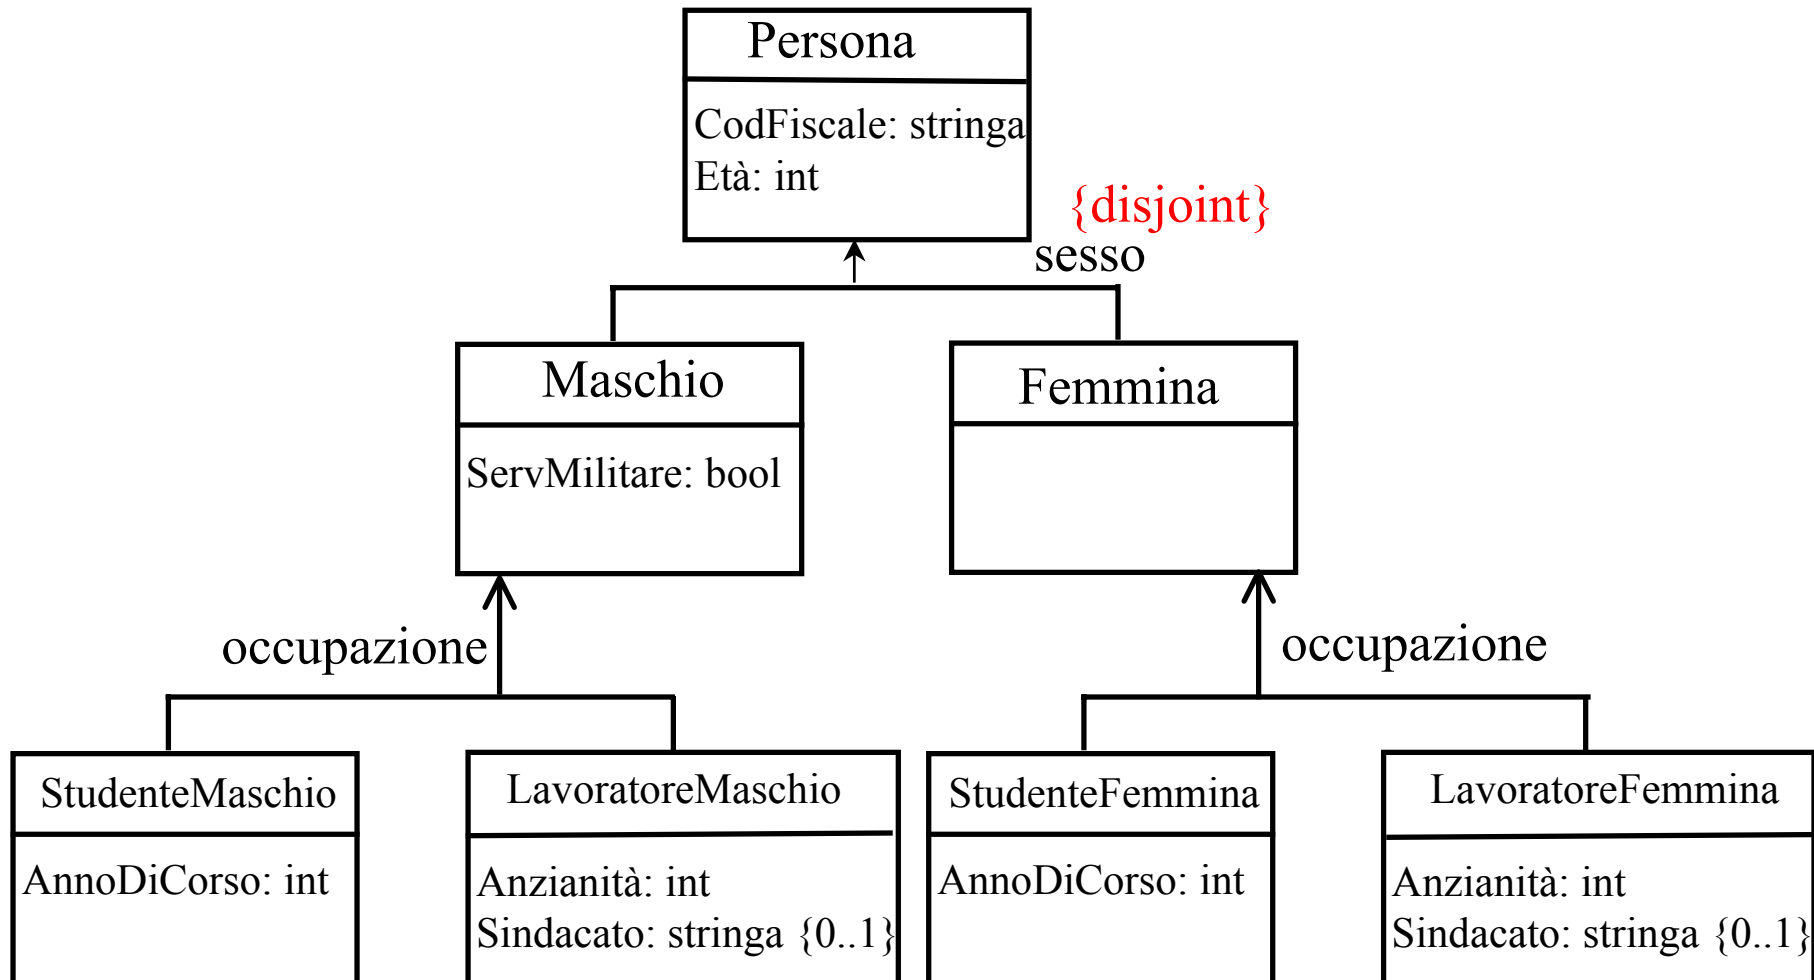 Persona
CodFiscale: stringa
Età: int
{disjoint}
sesso
Maschio
ServMilitare: bool
Femmina
occupazione
occupazione
StudenteMaschio
AnnoDiCorso: int
LavoratoreMaschio
Anzianità: int
Sindacato: stringa {0..1}
StudenteFemmina
AnnoDiCorso: int
LavoratoreFemmina
Anzianità: int
Sindacato: stringa {0..1}